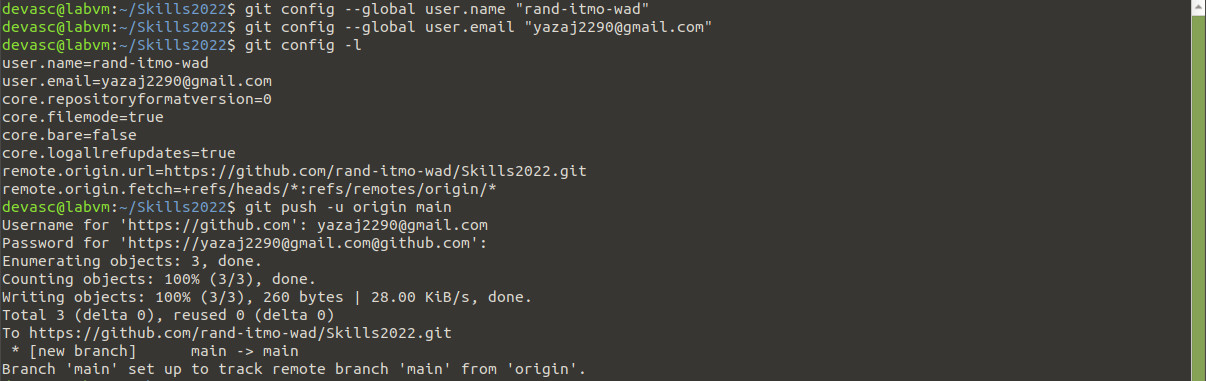 devasc@labvm:~/Skills2022$ git config --global user.name "rand-itmo-wad"
devasc@labvm:~/Skills2022$ git config --global user.email "yazaj2290@gmail.com"
devasc@labvm:~/Skills2022$ git config -l
user.name=rand-itmo-wad
user.email=yazaj2290@gmail.com
core.repositoryformatversion=0
core.filemode=true
core.bare=false
core.logallrefupdates=true
remote.origin.url=https://github.com/rand-itmo-wad/Skills2022.git
remote.origin.fetch=+refs/heads/*:refs/remotes/origin/*
devasc@labvm:~/Skills2022$ git push -u origin main
Username for 'https://github.com': yazaj2290@gmail.com
Password for 'https://yazaj2290@gmail.com@github.com':
Enumerating objects: 3, done.
Counting objects: 100% (3/3), done.
Writing objects: 100% (3/3), 260 bytes | 28.00 KiB/s, done.
Total 3 (delta 0), reused 0 (delta 0)
To https://github.com/rand-itmo-wad/Skills2022.git
 * [new branch]      main -> main
Branch 'main' set up to track remote branch 'main' from 'origin'.